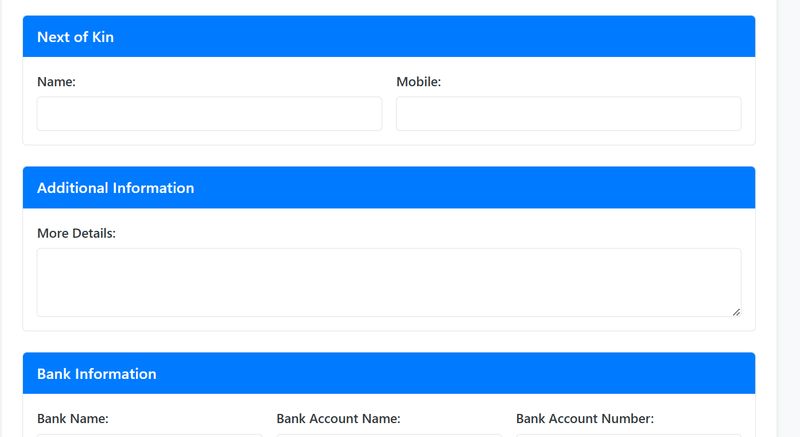 Next of Kin
Name: Mobile:
Additional Information
More Details:
Bank Information
Bank Name: Bank Account Name: Bank Account Number: